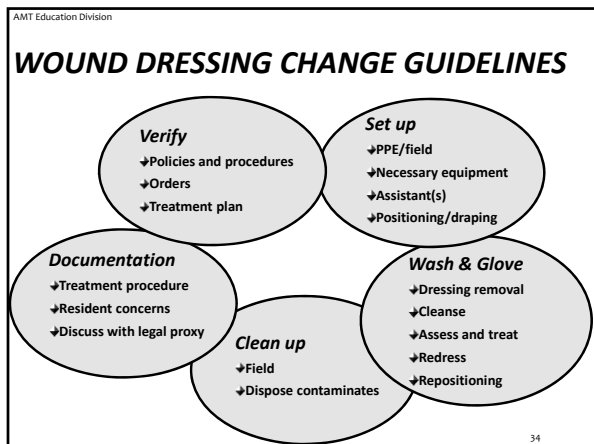 AMT Education Division
WOUND DRESSING CHANGE GUIDELINES
Verify
Policies and procedures
Orders
Treatment plan
Set up
PPE/field
Necessary equipment
Assistant(s)
Positioning/draping
Wash & Glove
Dressing removal
Cleanse
Assess and treat
Redress
Repositioning
Clean up
Field
Dispose contaminates
Documentation
Treatment procedure
Resident concerns
Discuss with legal proxy
34